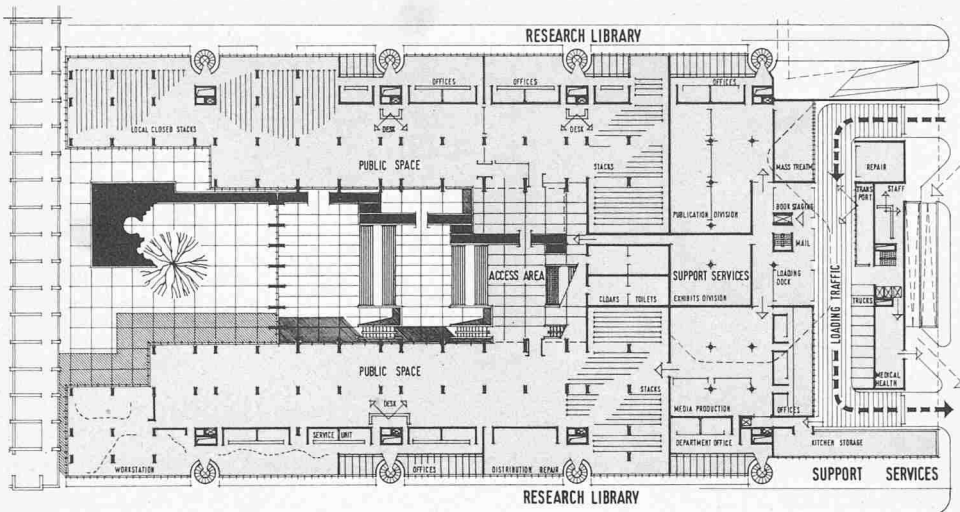 RESEARCH LIBRARY
OFFICES
OFFICES
OFFICES
LOCAL CLOSED STACKS
DESK
DESK
PUBLIC SPACE
STACKS
MASS TREATM
REPAIR
TRANS
PORT
STAFF
PUBLICATION DIVISION
BOOK STAGING
MAIL
ACCESS AREA
SUPPORT SERVICES
LOADING
DOCK
CLOAKS
TOILETS
EXHIBITS DIVISION
TRUCKS
LOADING TRAFFIC
PUBLIC SPACE
STACKS
MEDICAL
HEALTH
DESK
MEDIA PRODUCTION
OFFICES
SERVICE UNIT
DEPARTMENT OFFICE
KITCHEN STORAGE
WORKSTATION
OFFICES
DISTRIBUTION REPAIR
SUPPORT SERVICES
RESEARCH LIBRARY